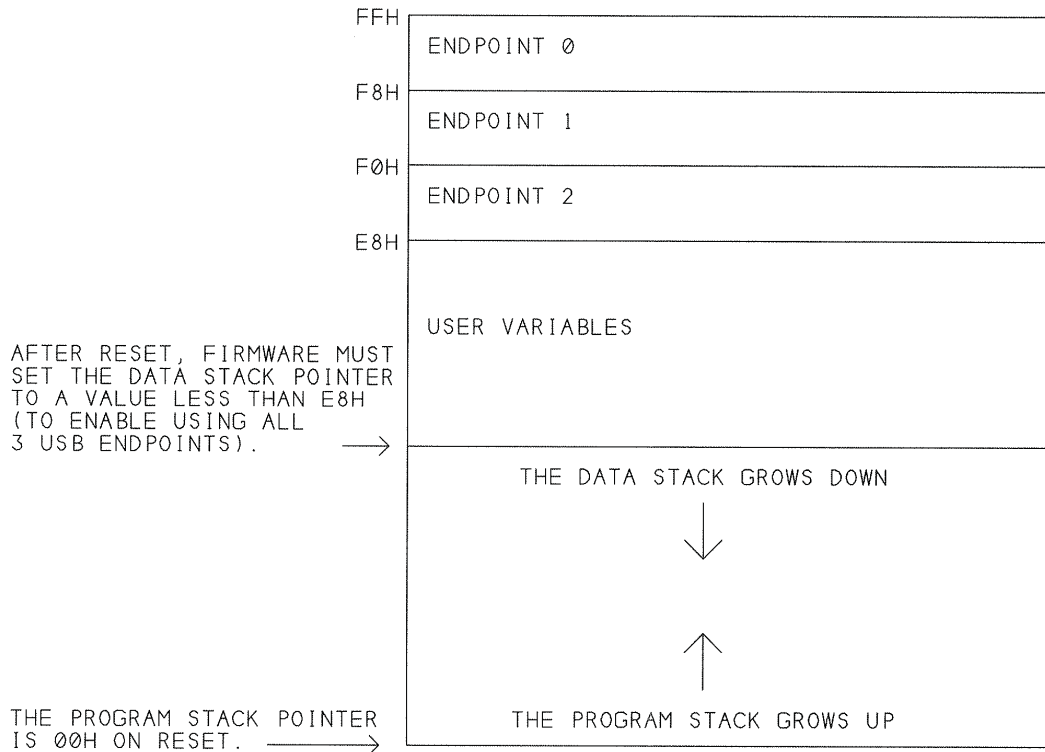 FFH
ENDPOINT 0
F8H
ENDPOINT 1
F0H
ENDPOINT 2
E8H
USER VARIABLES
AFTER RESET, FIRMWARE MUST
SET THE DATA STACK POINTER
TO A VALUE LESS THAN E8H
(TO ENABLE USING ALL
3 USB ENDPOINTS).
THE DATA STACK GROWS DOWN
THE PROGRAM STACK POINTER
IS 00H ON RESET.
THE PROGRAM STACK GROWS UP